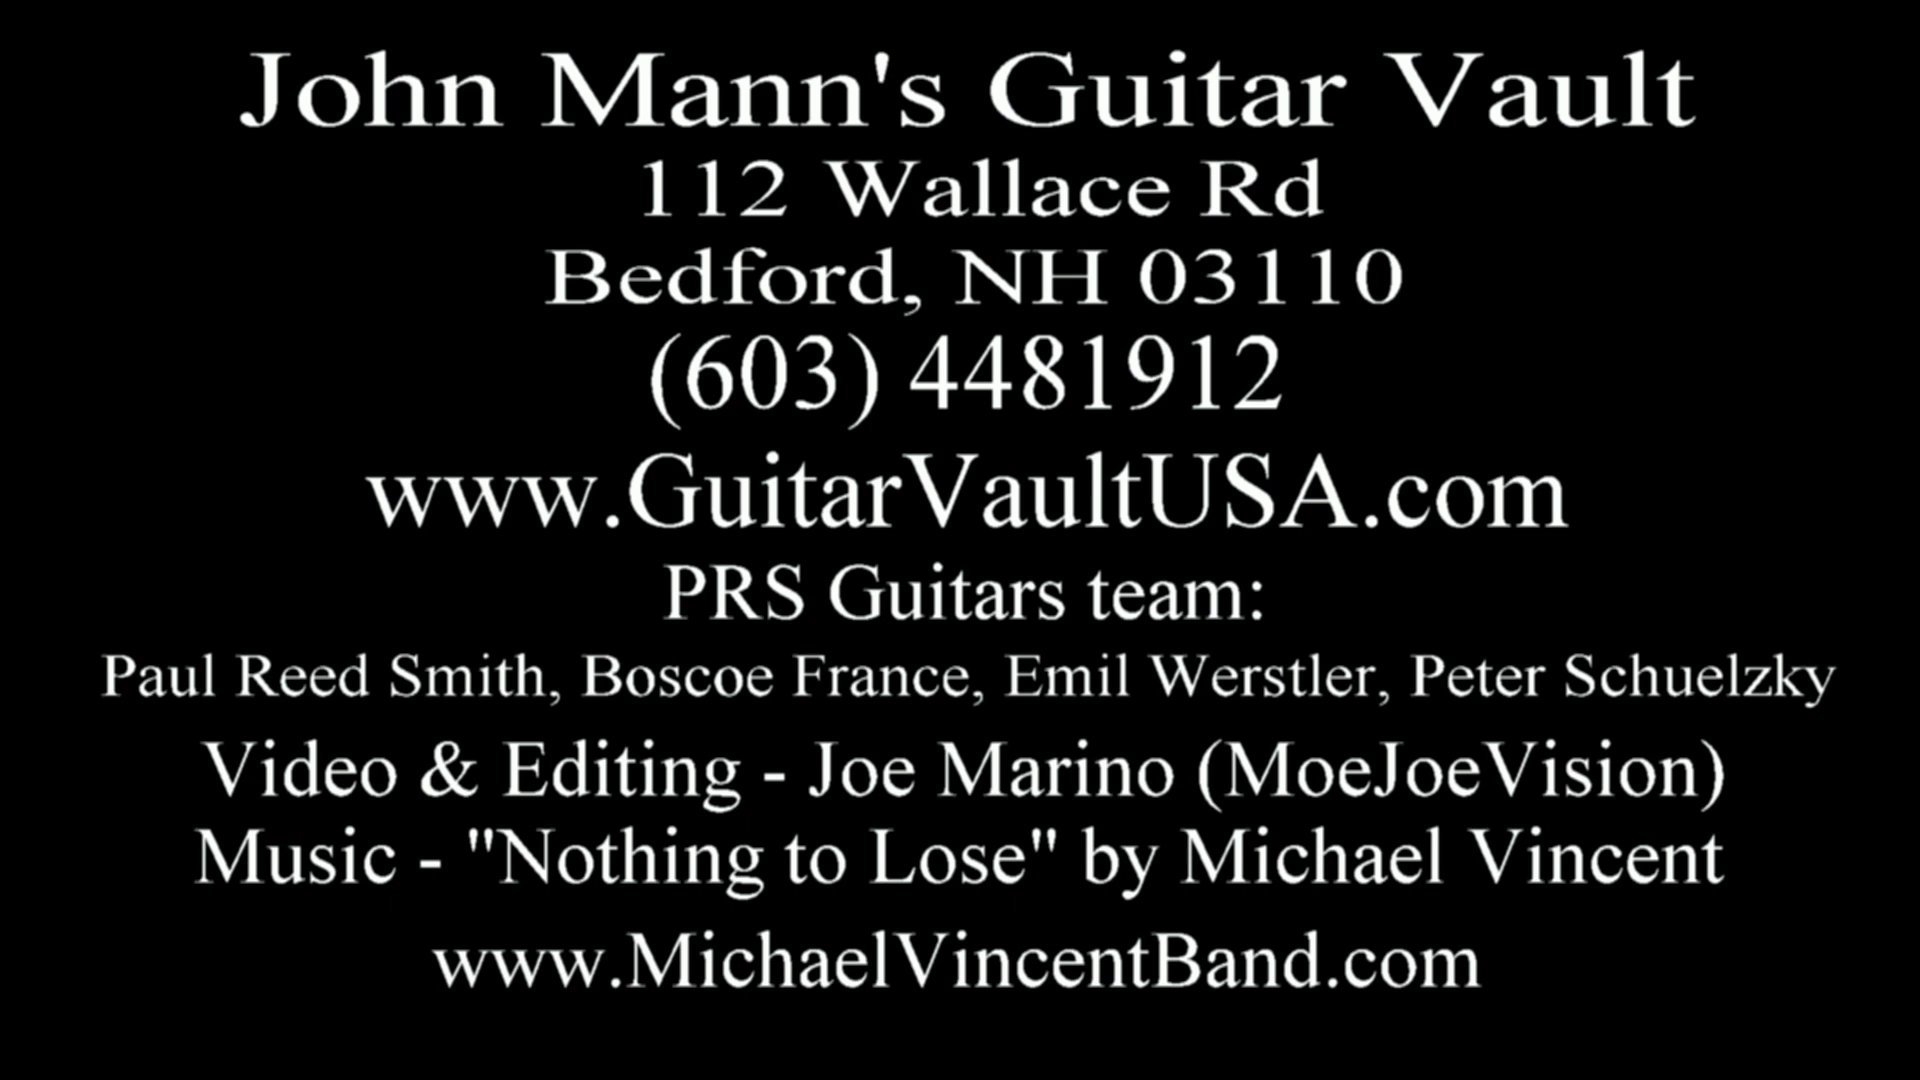 John Mann's Guitar Vault
112 Wallace Rd
Bedford, NH 03110
(603) 4481912
www.GuitarVaultUSA.com
PRS Guitars team:
Paul Reed Smith, Boscoe France, Emil Werstler, Peter Schuelzky
Video & Editing - Joe Marino (MoeJoeVision)
Music - "Nothing to Lose" by Michael Vincent
www.MichaelVincentBand.com